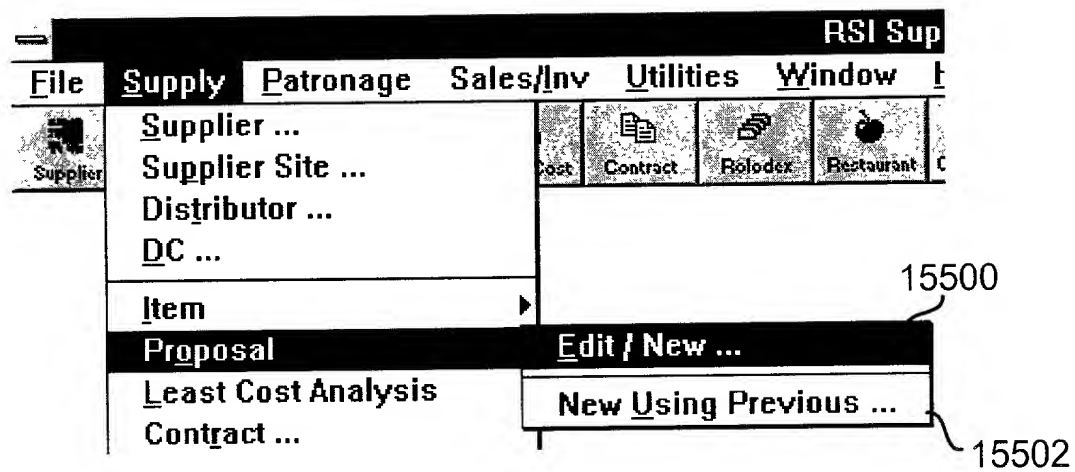 RSI Sup
File Supply Patronage Sales/Inv Utilities Window
Supplier Cost Contract Rolodex Restaurant
Supplier ...
Supplier Site ...
Distributor ...
DC ...
15500
Item
Proposal Edit / New ...
Least Cost Analysis
New Using Previous ...
Contract ...
15502